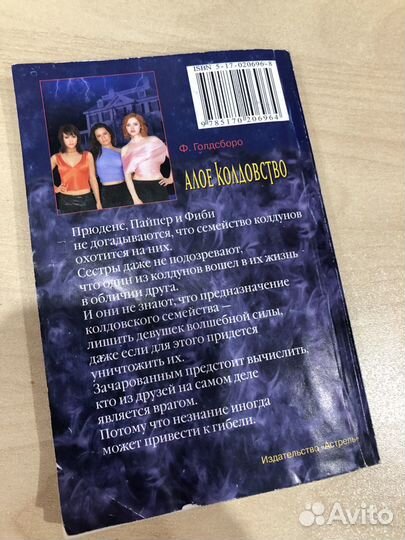 ISBN 5-17-020696-8
9 785170 206964
Ф. Голдсборо
алое колдовство
Прюденс, Пайпер и Фиби
не догадываются, что семейство колдунов
охотится на них.
Сестры даже не подозревают,
что один из колдунов вошел в их жизнь
в обличии друга.
И они не знают, что предназначение
колдовского семейства —
лишить девушек волшебной силы,
даже если для этого придется
уничтожить их.
Зачарованным предстоит вычислить,
кто из друзей на самом деле
является врагом.
Потому что незнание иногда
может привести к гибели.
Издательство «Астрель»
Avito